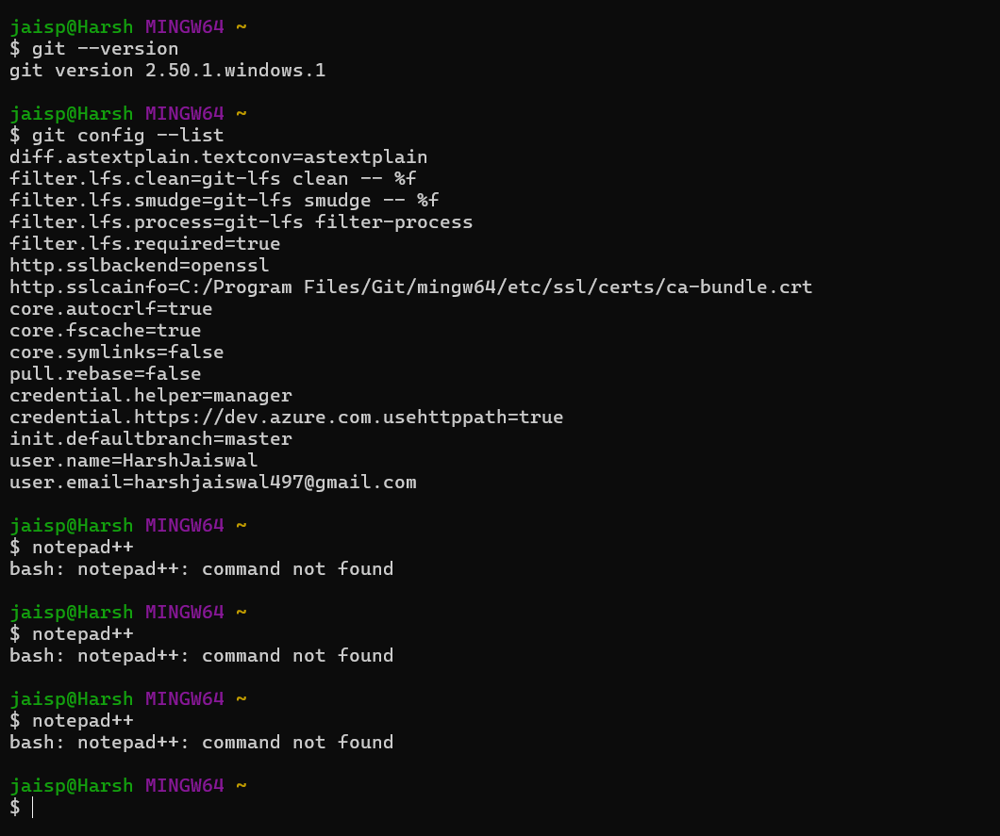 jaisp@Harsh MINGW64 ~
$ git --version
git version 2.50.1.windows.1
jaisp@Harsh MINGW64 ~
$ git config --list
diff.astextplain.textconv=astextplain
filter.lfs.clean=git-lfs clean -- %f
filter.lfs.smudge=git-lfs smudge -- %f
filter.lfs.process=git-lfs filter-process
filter.lfs.required=true
http.sslbackend=openssl
http.sslcainfo=C:/Program Files/Git/mingw64/etc/ssl/certs/ca-bundle.crt
core.autocrlf=true
core.fscache=true
core.symlinks=false
pull.rebase=false
credential.helper=manager
credential.https://dev.azure.com.usehttppath=true
init.defaultbranch=master
user.name=HarshJaiswal
user.email=harshjaiswal497@gmail.com
jaisp@Harsh MINGW64 ~
$ notepad++
bash: notepad++: command not found
jaisp@Harsh MINGW64 ~
$ notepad++
bash: notepad++: command not found
jaisp@Harsh MINGW64 ~
$ notepad++
bash: notepad++: command not found
jaisp@Harsh MINGW64 ~
$